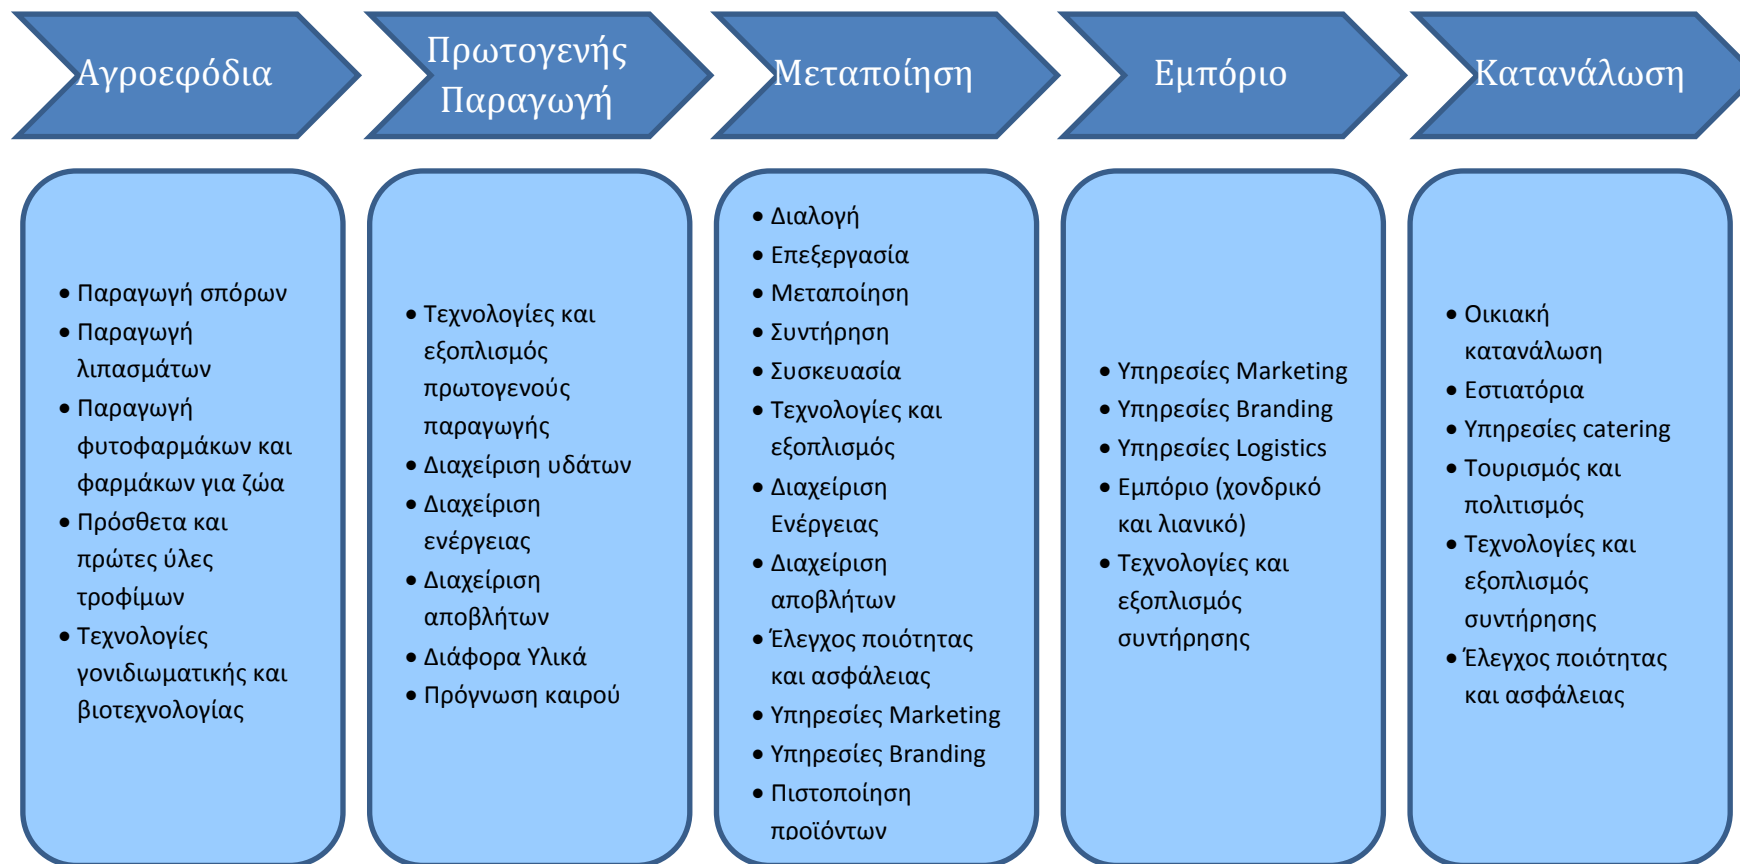 Αγροεφόδια
Πρωτογενής
Παραγωγή
Μεταποίηση
Εμπόριο
Κατανάλωση
• Παραγωγή σπόρων
• Παραγωγή
λιπασμάτων
• Παραγωγή
φυτοφαρμάκων και
φαρμάκων για ζώα
• Πρόσθετα και
πρώτες ύλες
τροφίμων
• Τεχνολογίες
γονιδιωματικής και
βιοτεχνολογίας
• Τεχνολογίες και
εξοπλισμός
πρωτογενούς
παραγωγής
• Διαχείριση υδάτων
• Διαχείριση
ενέργειας
• Διαχείριση
αποβλήτων
• Διάφορα Υλικά
• Πρόγνωση καιρού
• Διαλογή
• Επεξεργασία
• Μεταποίηση
• Συντήρηση
• Συσκευασία
• Τεχνολογίες και
εξοπλισμός
• Διαχείριση
Ενέργειας
• Διαχείριση
αποβλήτων
• Έλεγχος ποιότητας
και ασφάλειας
• Υπηρεσίες Marketing
• Υπηρεσίες Branding
• Πιστοποίηση
προϊόντων
• Υπηρεσίες Marketing
• Υπηρεσίες Branding
• Υπηρεσίες Logistics
• Εμπόριο (χονδρικό
και λιανικό)
• Τεχνολογίες και
εξοπλισμός
συντήρησης
• Οικιακή
κατανάλωση
• Εστιατόρια
• Υπηρεσίες catering
• Τουρισμός και
πολιτισμός
• Τεχνολογίες και
εξοπλισμός
συντήρησης
• Έλεγχος ποιότητας
και ασφάλειας